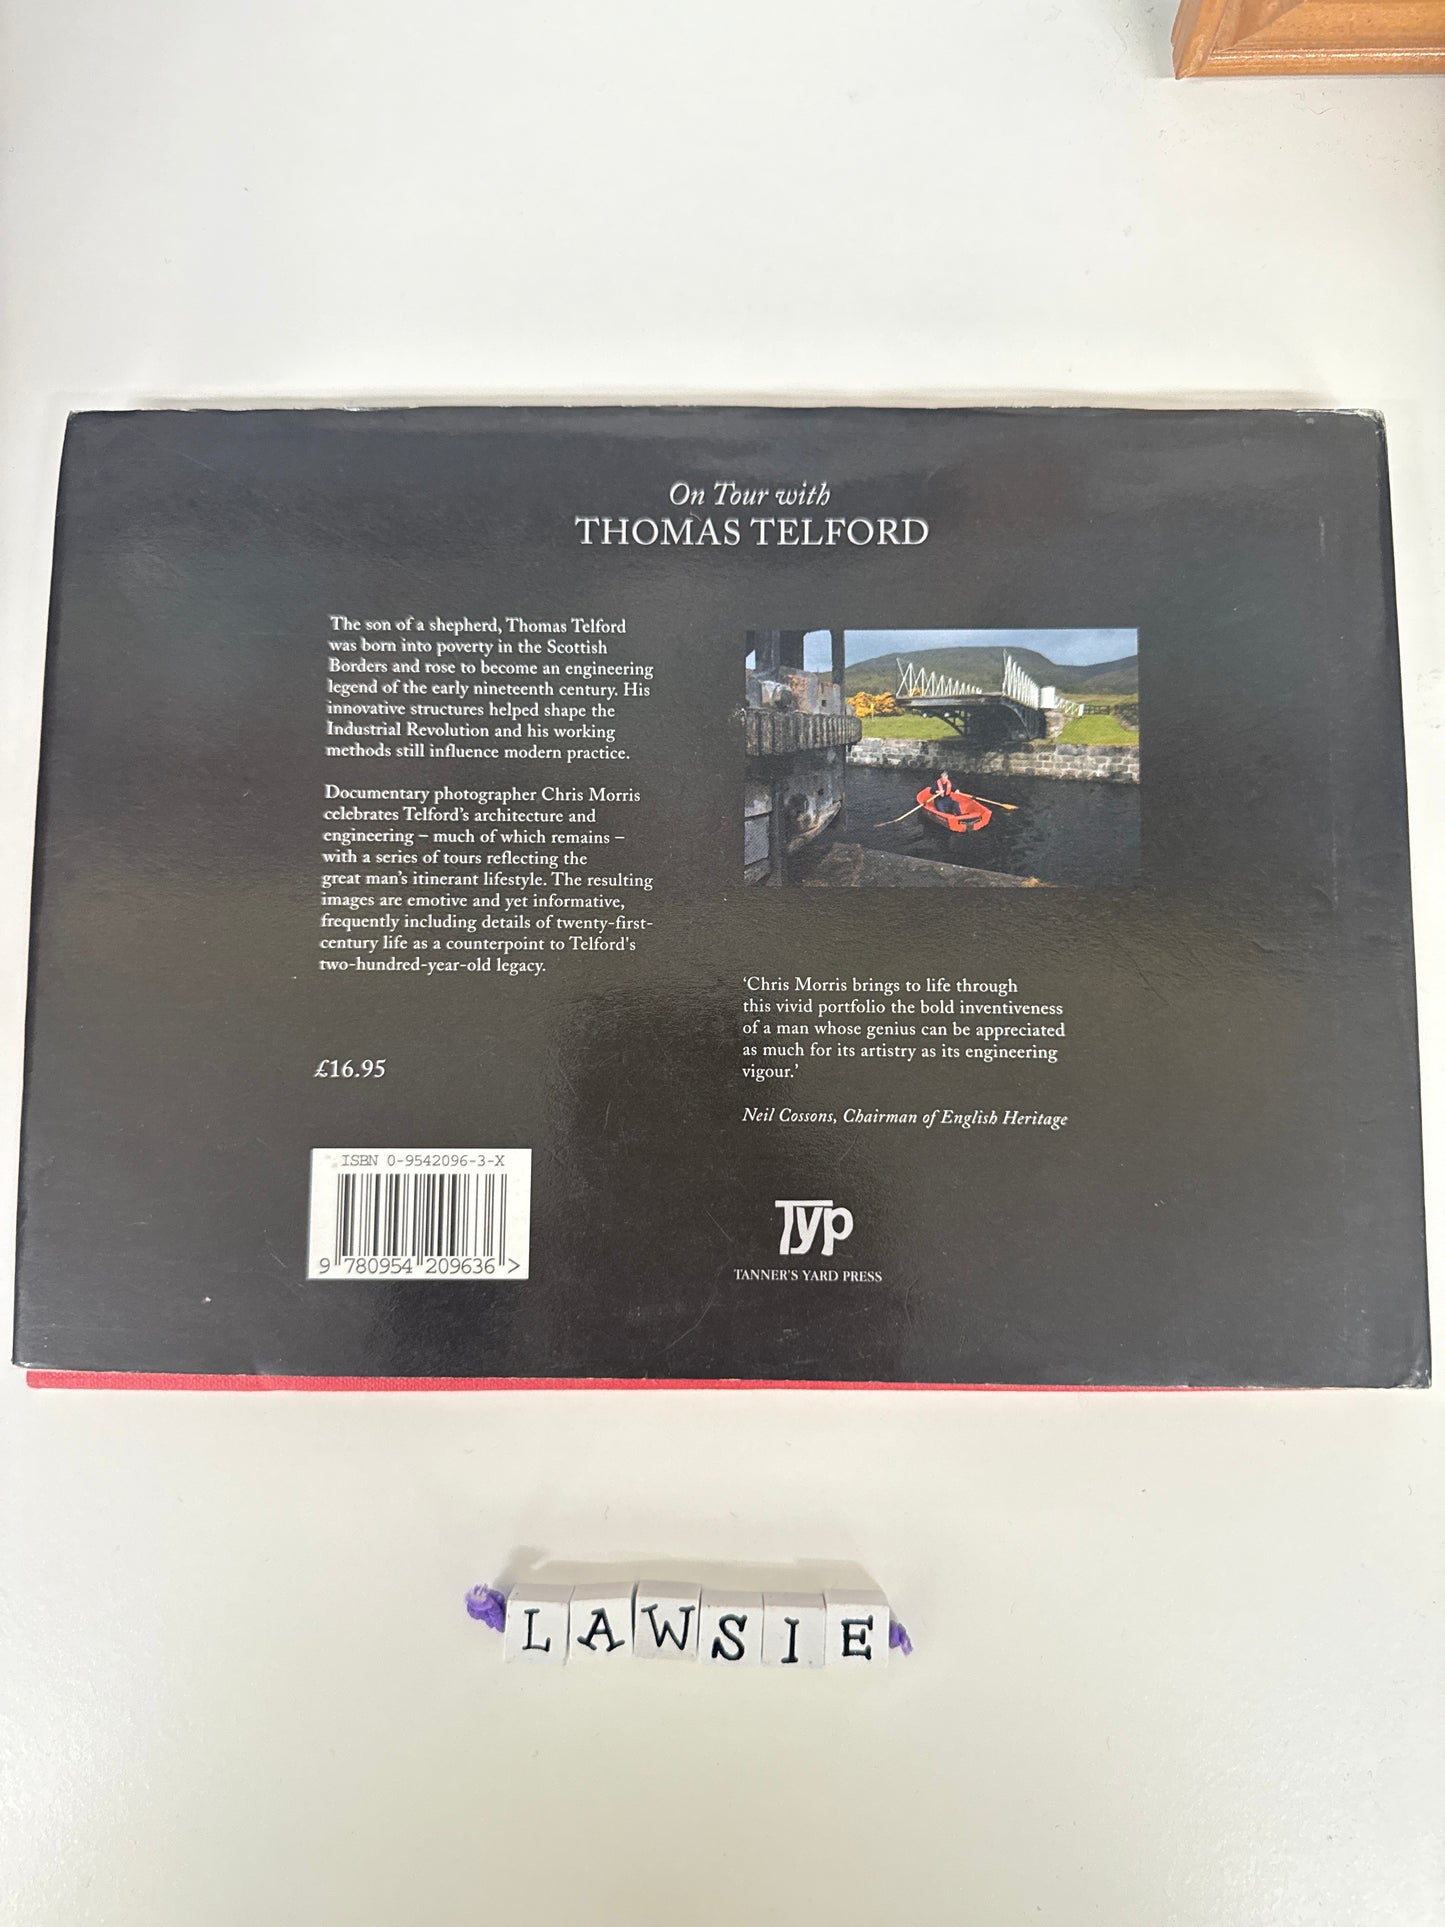 On Tour with
THOMAS TELFORD
The son of a shepherd, Thomas Telford
was born into poverty in the Scottish
Borders and rose to become an engineering
legend of the early nineteenth century. His
innovative structures helped shape the
Industrial Revolution and his working
methods still influence modern practice.
Documentary photographer Chris Morris
celebrates Telford's architecture and
engineering – much of which remains –
with a series of tours reflecting the
great man's itinerant lifestyle. The resulting
images are emotive and yet informative,
frequently including details of twenty-first-
century life as a counterpoint to Telford's
two-hundred-year-old legacy.
£16.95
ISBN 0-9542096-3-X
9 780954 209636 >
‘Chris Morris brings to life through
this vivid portfolio the bold inventiveness
of a man whose genius can be appreciated
as much for its artistry as its engineering
vigour.’
Neil Cossons, Chairman of English Heritage
Typ
TANNER'S YARD PRESS
LAWSIE